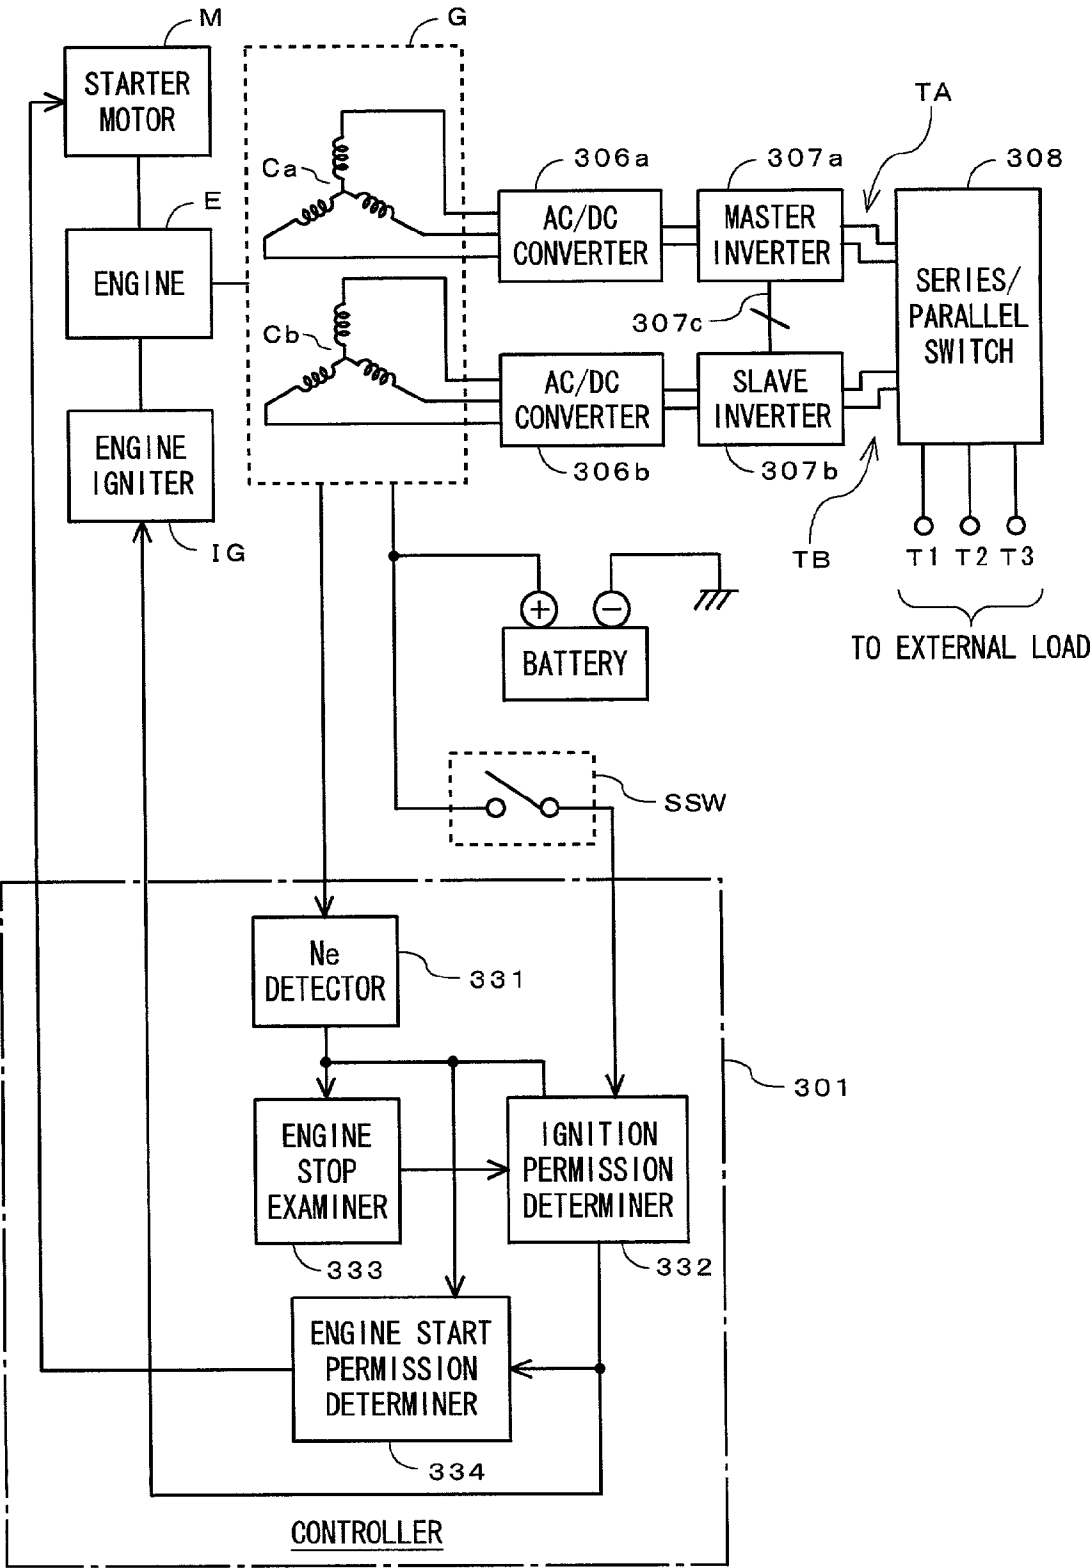 M
G
STARTER
MOTOR
TA
Ca
306a
307a
308
E
AC/DC
CONVERTER
MASTER
INVERTER
ENGINE
SERIES/
PARALLEL
SWITCH
307c
Cb
AC/DC
CONVERTER
SLAVE
INVERTER
ENGINE
IGNITER
306b
307b
IG
TB
T1 T2 T3
+
−
TO EXTERNAL LOAD
BATTERY
SSW
Ne
DETECTOR
331
301
ENGINE
STOP
EXAMINER
IGNITION
PERMISSION
DETERMINER
333
332
ENGINE START
PERMISSION
DETERMINER
334
CONTROLLER